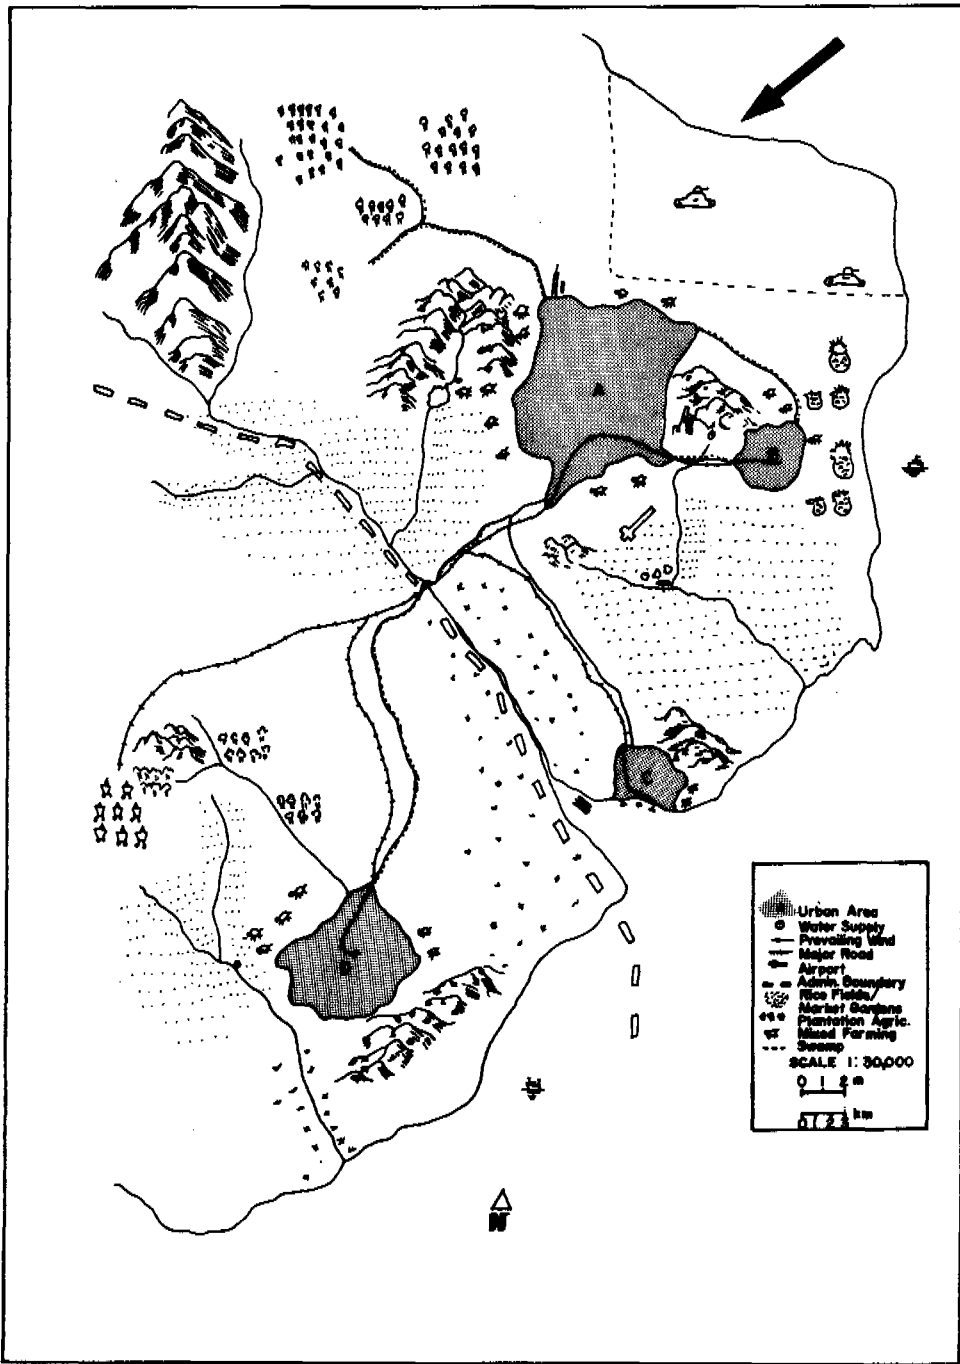 A
C
Urban Area
Water Supply
Prevailing Wind
Major Road
Airport
Admin. Boundary
Rice Fields/
Market Gardens
Plantation Agric.
Mixed Farming
Swamp
SCALE 1: 30,000
0 1 2 m
km
0 1 2 3
N